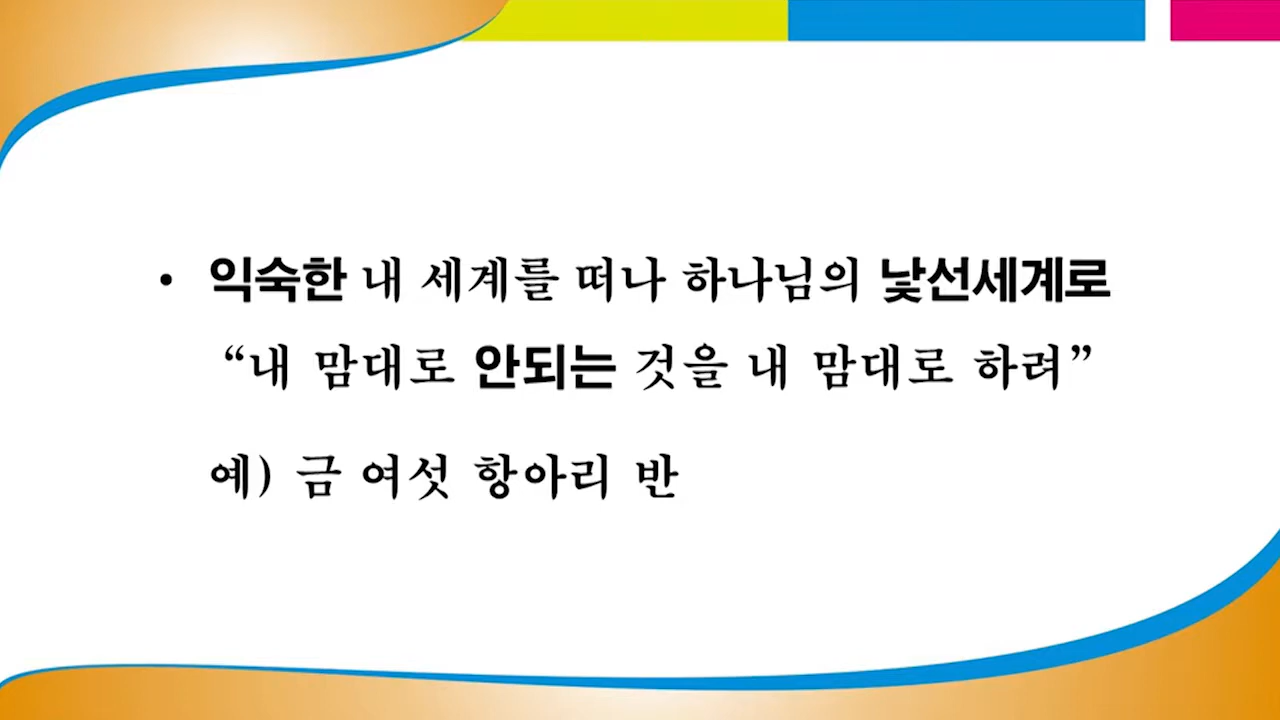 • 익숙한 내 세계를 떠나 하나님의 낯선세계로
“내 맘대로 안되는 것을 내 맘대로 하려”
예) 금 여섯 항아리 반